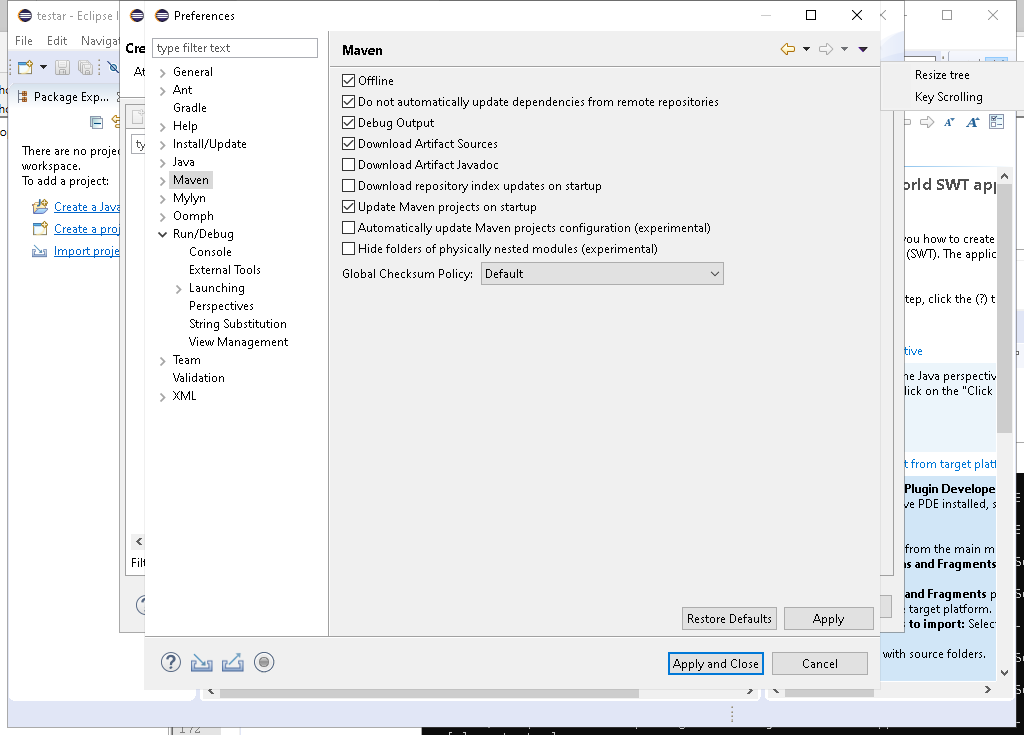 testar - Eclipse I
Preferences
File Edit Navigat
Cre
type filter text
Maven
At
Resize tree
Key Scrolling
Package Exp...
There are no projec
workspace.
To add a project:
Create a Java
Create a proj
Import proje
ty
General
Ant
Gradle
Help
Install/Update
Java
Maven
Mylyn
Oomph
Run/Debug
Console
External Tools
Launching
Perspectives
String Substitution
View Management
Team
Validation
XML
Offline
Do not automatically update dependencies from remote repositories
Debug Output
Download Artifact Sources
Download Artifact Javadoc
Download repository index updates on startup
Update Maven projects on startup
Automatically update Maven projects configuration (experimental)
Hide folders of physically nested modules (experimental)
Global Checksum Policy: Default
orld SWT app
you how to create
(SWT). The applic
tep, click the (?) t
tive
he Java perspectiv
lick on the "Click
t from target platf
Plugin Develope
ve PDE installed, s
from the main m
ns and Fragments
and Fragments p
e target platform.
s to import: Selec
with source folders.
Filt
Restore Defaults Apply
Apply and Close Cancel
172